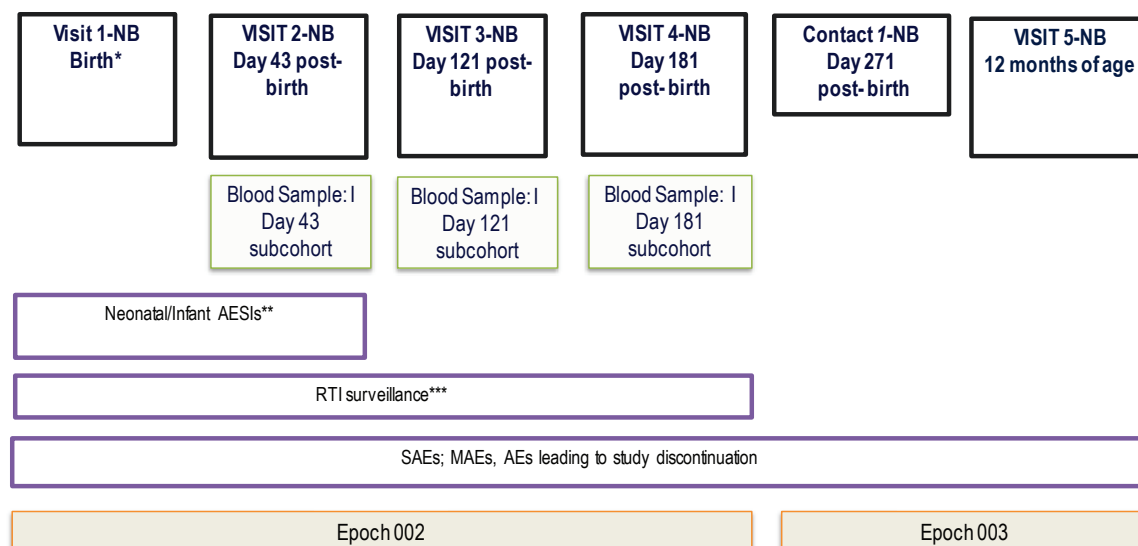 Visit 1-NB
Birth*
VISIT 2-NB
Day 43 post-
birth
VISIT 3-NB
Day 121 post-
birth
VISIT 4-NB
Day 181
post- birth
Contact 1-NB
Day 271
post- birth
VISIT 5-NB
12 months of age
Blood Sample: I
Day 43
subcohort
Blood Sample: I
Day 121
subcohort
Blood Sample: I
Day 181
subcohort
Neonatal/Infant AESIs**
RTI surveillance***
SAEs; MAEs, AEs leading to study discontinuation
Epoch 002
Epoch 003